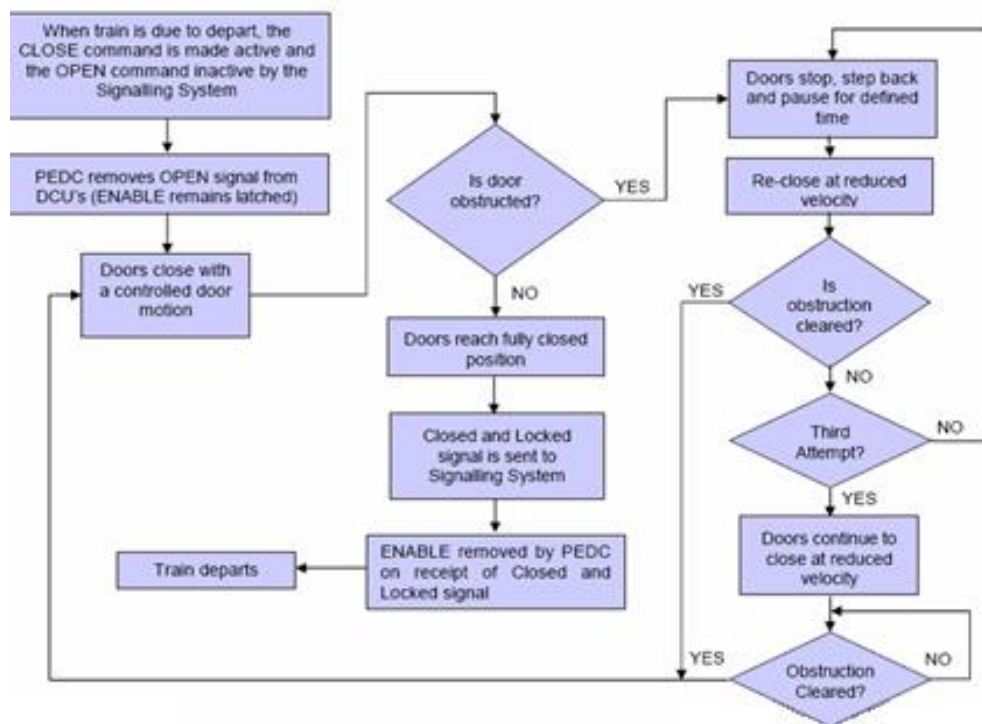 When train is due to depart, the
CLOSE command is made active and
the OPEN command inactive by the
Signalling System
PEDC removes OPEN signal from
DCU's (ENABLE remains latched)
Doors close with
a controlled door
motion
Is door
obstructed?
YES
NO
Doors reach fully closed
position
Closed and Locked
signal is sent to
Signalling System
ENABLE removed by PEDC
on receipt of Closed and
Locked signal
Train departs
Doors stop, step back
and pause for defined
time
Re-close at reduced
velocity
Is
obstruction
cleared?
YES
NO
Third
Attempt?
NO
YES
Doors continue to
close at reduced
velocity
Obstruction
Cleared?
YES
NO